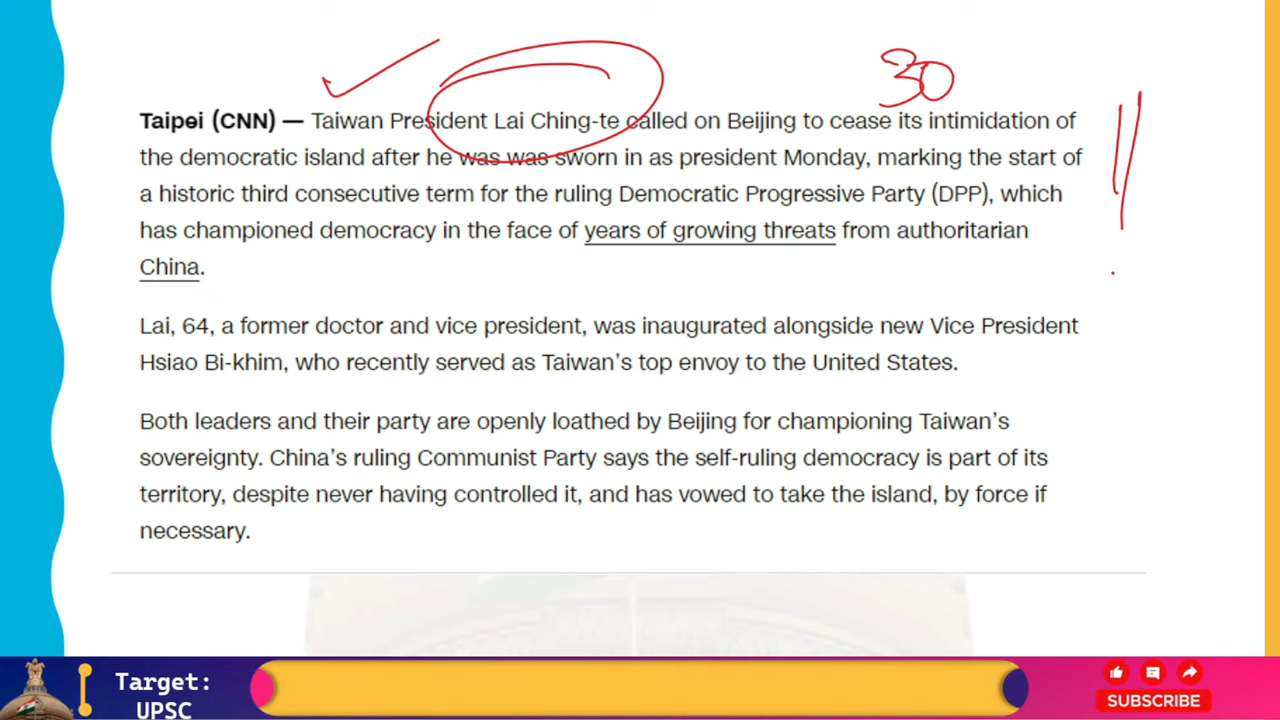 30
Taipei (CNN) — Taiwan President Lai Ching-te called on Beijing to cease its intimidation of
the democratic island after he was was sworn in as president Monday, marking the start of
a historic third consecutive term for the ruling Democratic Progressive Party (DPP), which
has championed democracy in the face of years of growing threats from authoritarian
China.
Lai, 64, a former doctor and vice president, was inaugurated alongside new Vice President
Hsiao Bi-khim, who recently served as Taiwan's top envoy to the United States.
Both leaders and their party are openly loathed by Beijing for championing Taiwan's
sovereignty. China's ruling Communist Party says the self-ruling democracy is part of its
territory, despite never having controlled it, and has vowed to take the island, by force if
necessary.
Target:
UPSC
SUBSCRIBE